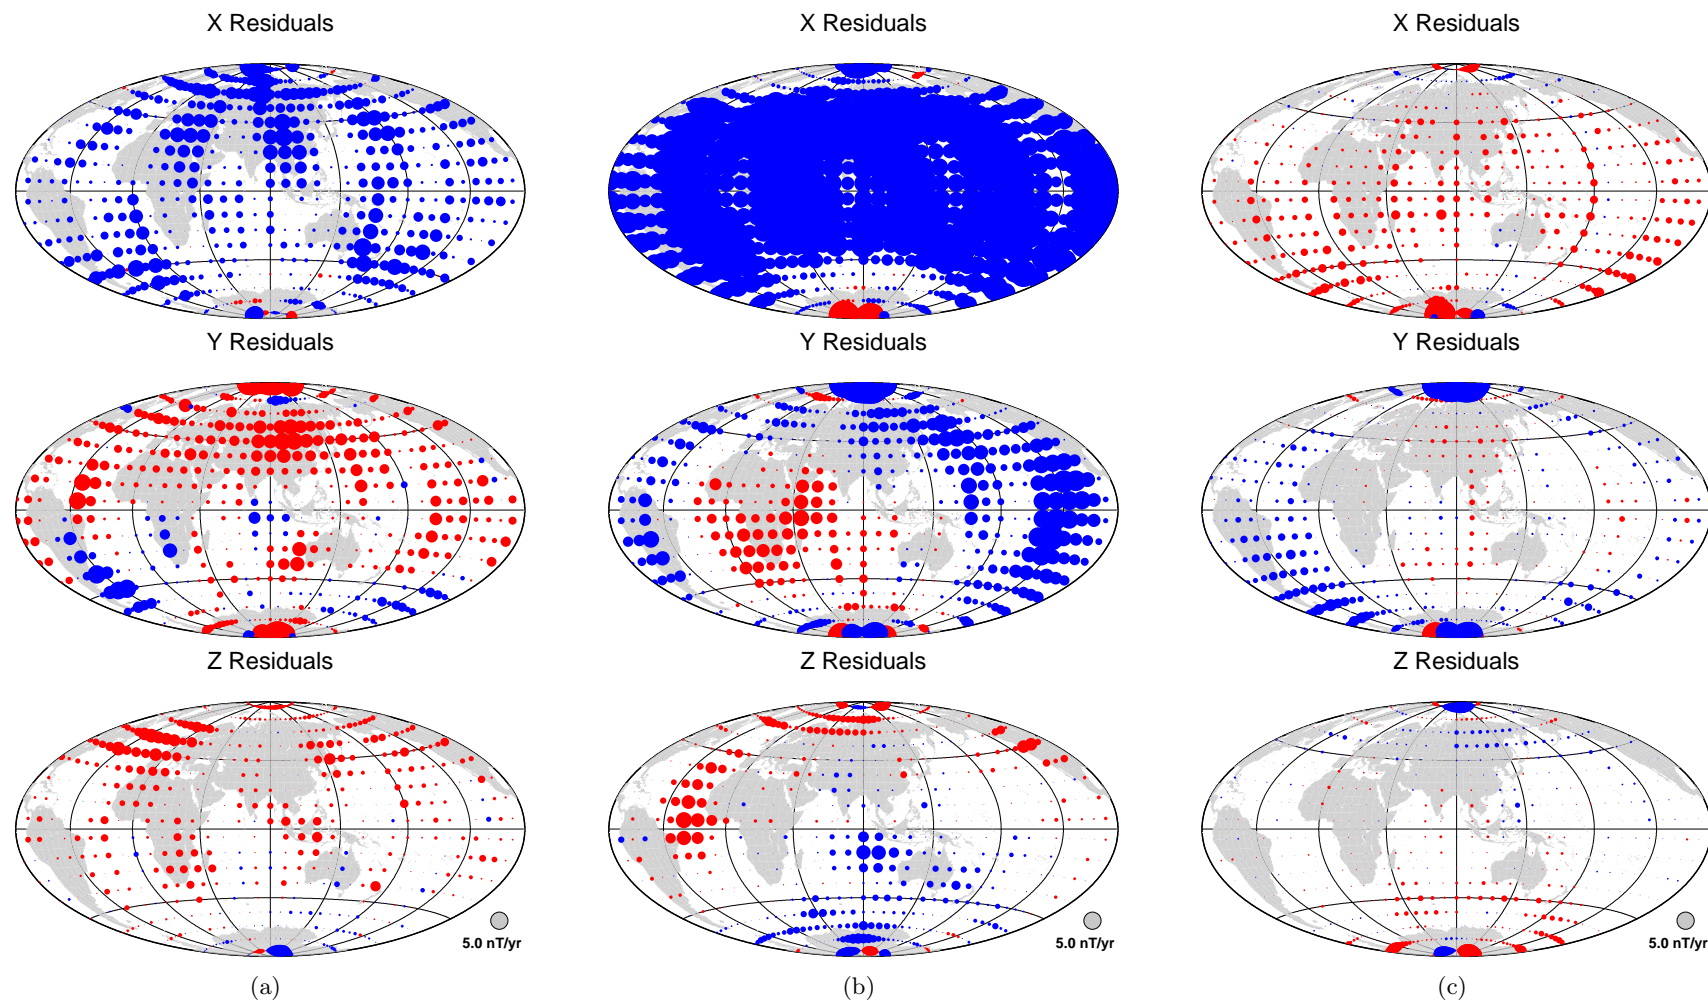 X Residuals
X Residuals
X Residuals
Y Residuals
Y Residuals
Y Residuals
Z Residuals
Z Residuals
Z Residuals
5.0 nT/yr
5.0 nT/yr
5.0 nT/yr
(a)
(b)
(c)